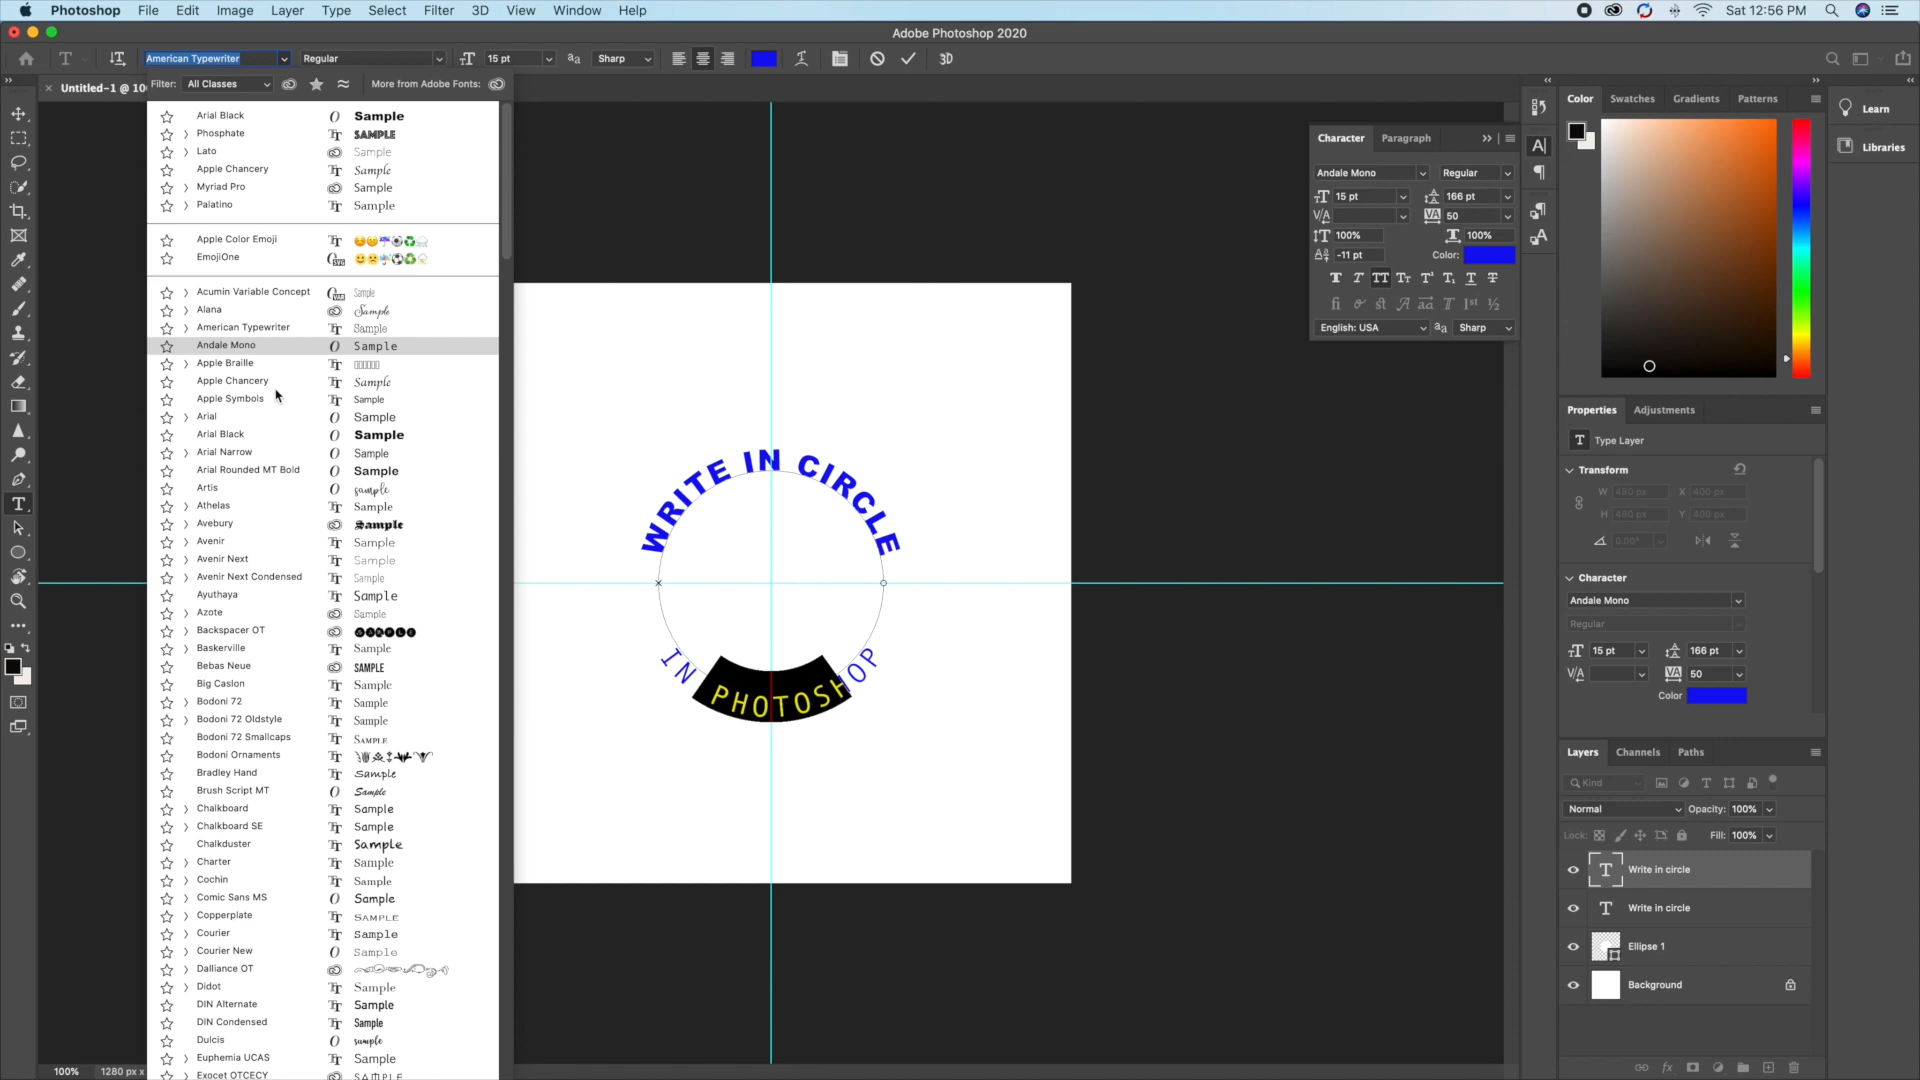 Photoshop File Edit Image Layer Type Select Filter 3D View Window Help Sat 12:56 PM
Adobe Photoshop 2020
American Typewriter Regular 15 pt Sharp 3D
Untitled-1 @ 10
Filter: All Classes More from Adobe Fonts:
Arial Black Sample
Phosphate SAMPLE
Lato Sample
Apple Chancery Sample
Myriad Pro Sample
Palatino Sample
Apple Color Emoji
EmojiOne
Acumin Variable Concept Sample
Alana Sample
American Typewriter Sample
Andale Mono Sample
Apple Braille
Apple Chancery Sample
Apple Symbols Sample
Arial Sample
Arial Black Sample
Arial Narrow Sample
Arial Rounded MT Bold Sample
Artis Sample
Athelas Sample
Avebury Sample
Avenir Sample
Avenir Next Sample
Avenir Next Condensed Sample
Ayuthaya Sample
Azote Sample
Backspacer OT SAMPLE
Baskerville Sample
Bebas Neue SAMPLE
Big Caslon Sample
Bodoni 72 Sample
Bodoni 72 Oldstyle Sample
Bodoni 72 Smallcaps SAMPLE
Bodoni Ornaments
Bradley Hand Sample
Brush Script MT Sample
Chalkboard Sample
Chalkboard SE Sample
Chalkduster Sample
Charter Sample
Cochin Sample
Comic Sans MS Sample
Copperplate SAMPLE
Courier Sample
Courier New Sample
Dalliance OT
Didot Sample
DIN Alternate Sample
DIN Condensed Sample
Dulcis sample
Euphemia UCAS Sample
Exocet OTCECY SAMPLE
100% 1280 px x
WRITE IN CIRCLE
IN PHOTOSHOP
Character Paragraph
Andale Mono Regular
15 pt 166 pt
50
100% 100%
-11 pt Color:
English: USA Sharp
Color Swatches Gradients Patterns
Learn
Libraries
Properties Adjustments
Type Layer
Transform
W 480 px X 400 px
H 480 px Y 400 px
0.00°
Character
Andale Mono
Regular
15 pt 166 pt
50
Color
Layers Channels Paths
Kind
Normal Opacity: 100%
Lock: Fill: 100%
Write in circle
Write in circle
Ellipse 1
Background